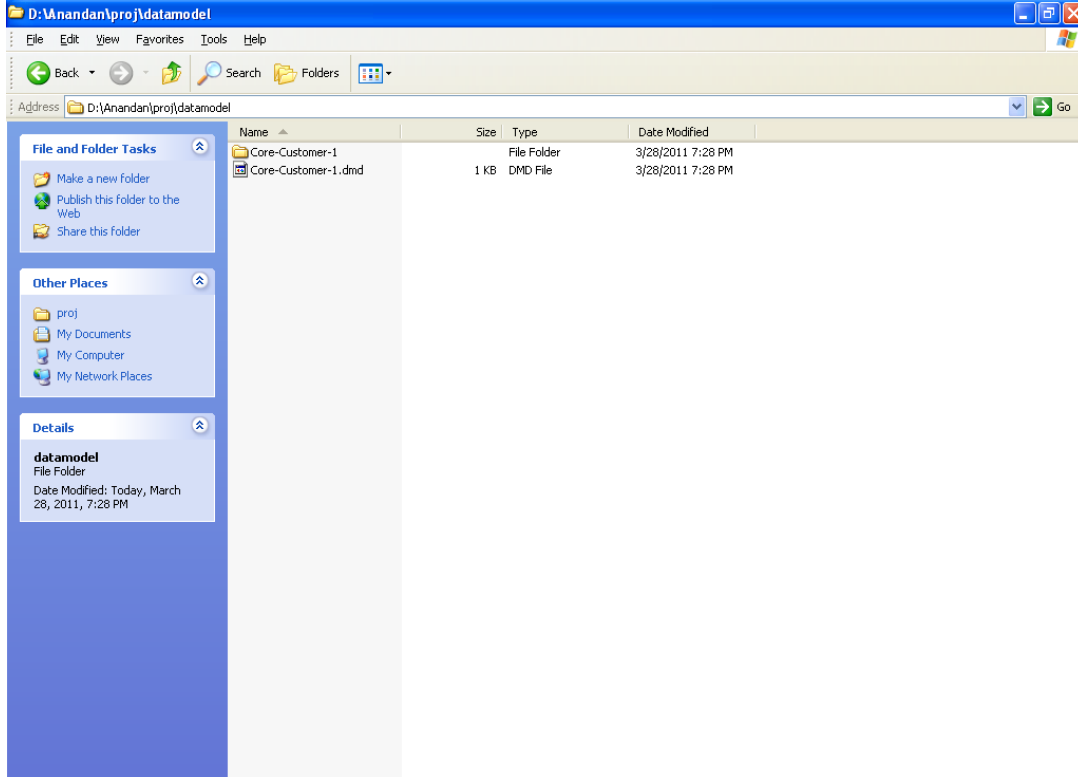 D:\Anandan\proj\datamodel
File Edit View Favorites Tools Help
Back Search Folders
Address D:\Anandan\proj\datamodel Go
File and Folder Tasks
Make a new folder
Publish this folder to the
Web
Share this folder
Other Places
proj
My Documents
My Computer
My Network Places
Details
datamodel
File Folder
Date Modified: Today, March
28, 2011, 7:28 PM
Name Size Type Date Modified
Core-Customer-1 File Folder 3/28/2011 7:28 PM
Core-Customer-1.dmd 1 KB DMD File 3/28/2011 7:28 PM